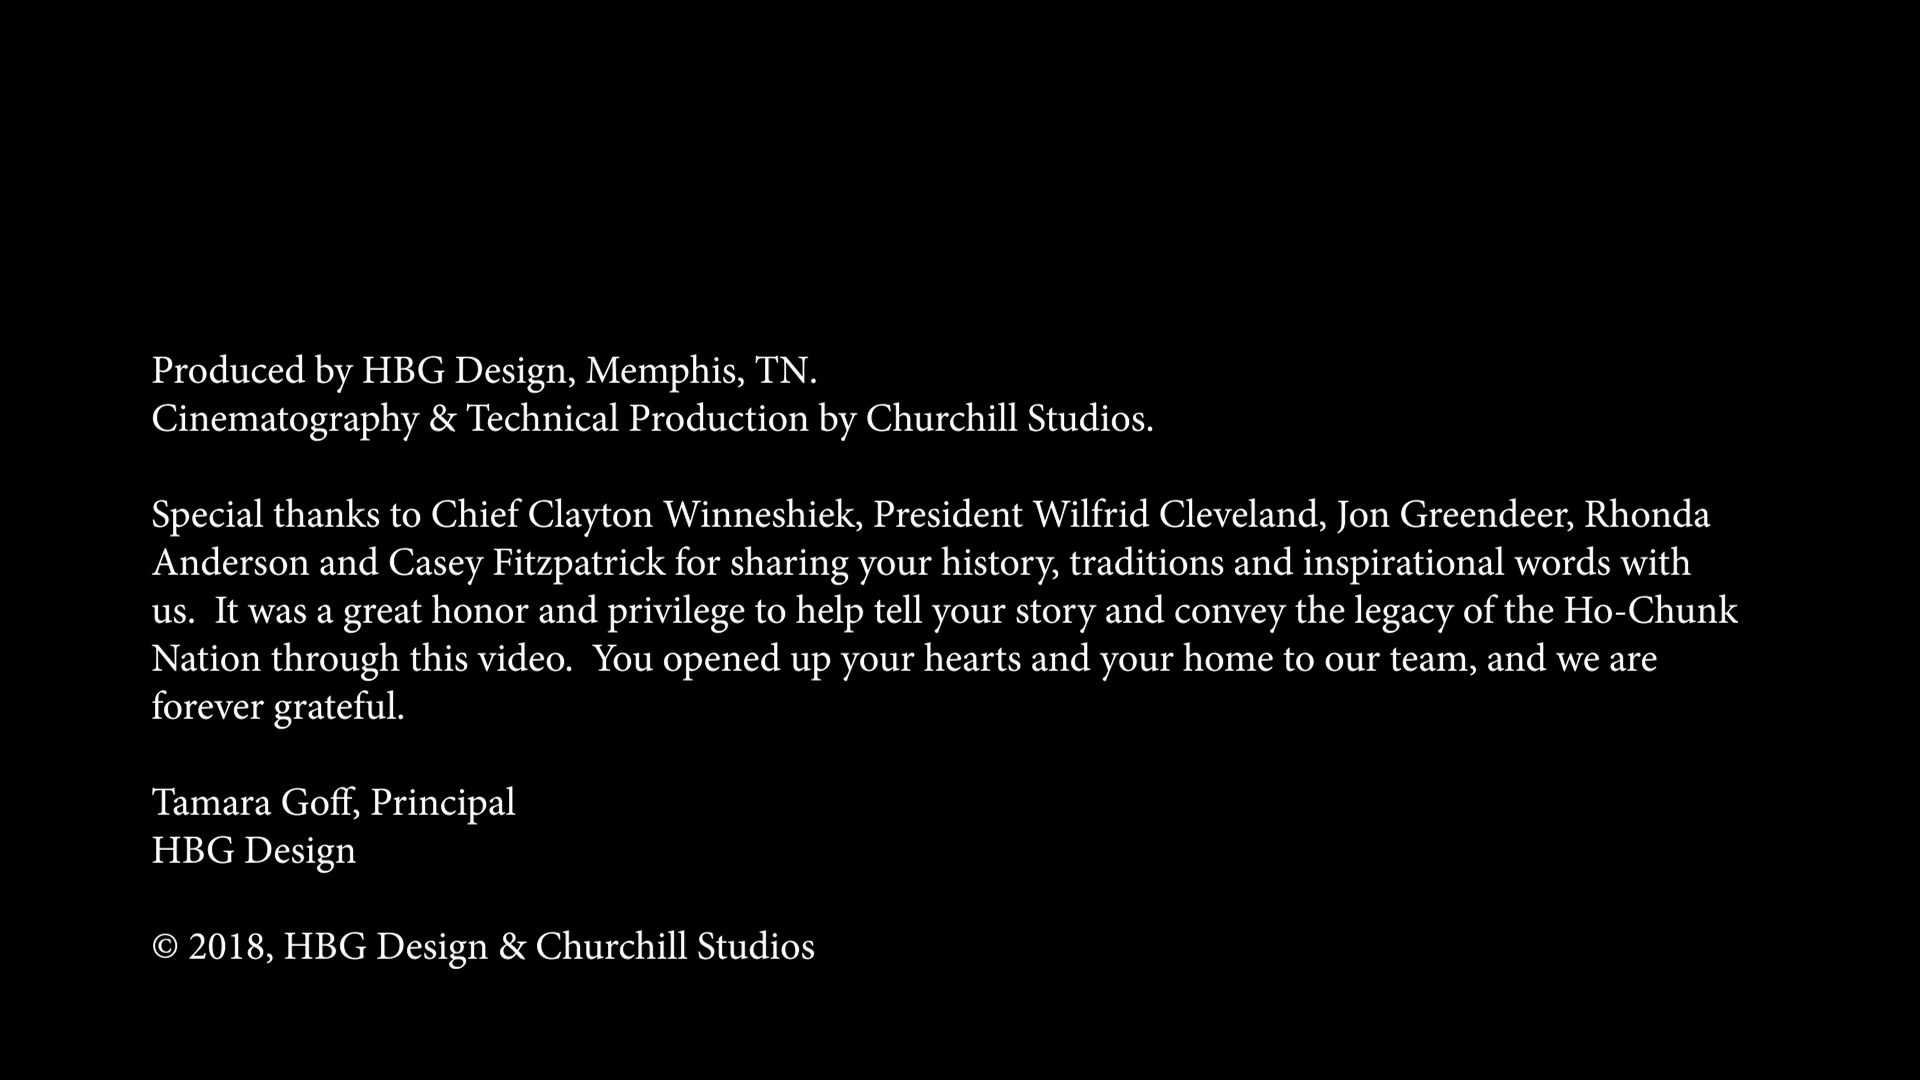 Produced by HBG Design, Memphis, TN.
Cinematography & Technical Production by Churchill Studios.
Special thanks to Chief Clayton Winneshiek, President Wilfrid Cleveland, Jon Greendeer, Rhonda
Anderson and Casey Fitzpatrick for sharing your history, traditions and inspirational words with
us.  It was a great honor and privilege to help tell your story and convey the legacy of the Ho-Chunk
Nation through this video.  You opened up your hearts and your home to our team, and we are
forever grateful.
Tamara Goff, Principal
HBG Design
© 2018, HBG Design & Churchill Studios